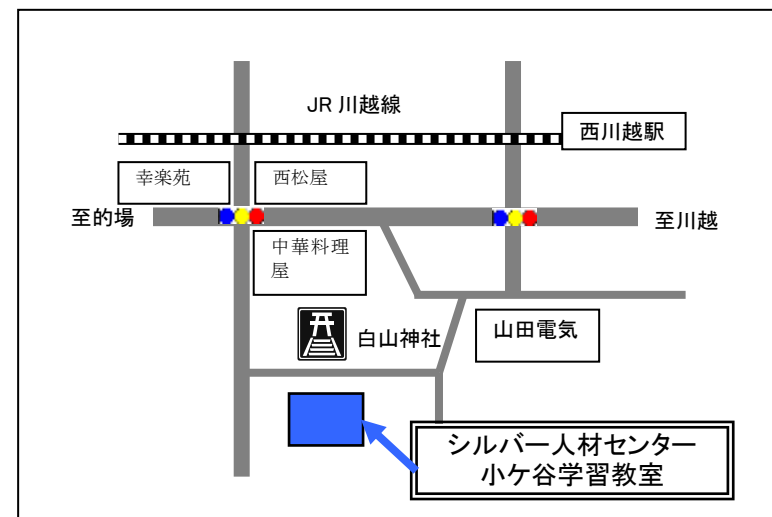 JR 川越線
西川越駅
幸楽苑
西松屋
至的場
至川越
中華料理
屋
白山神社
山田電気
シルバー人材センター
小ケ谷学習教室